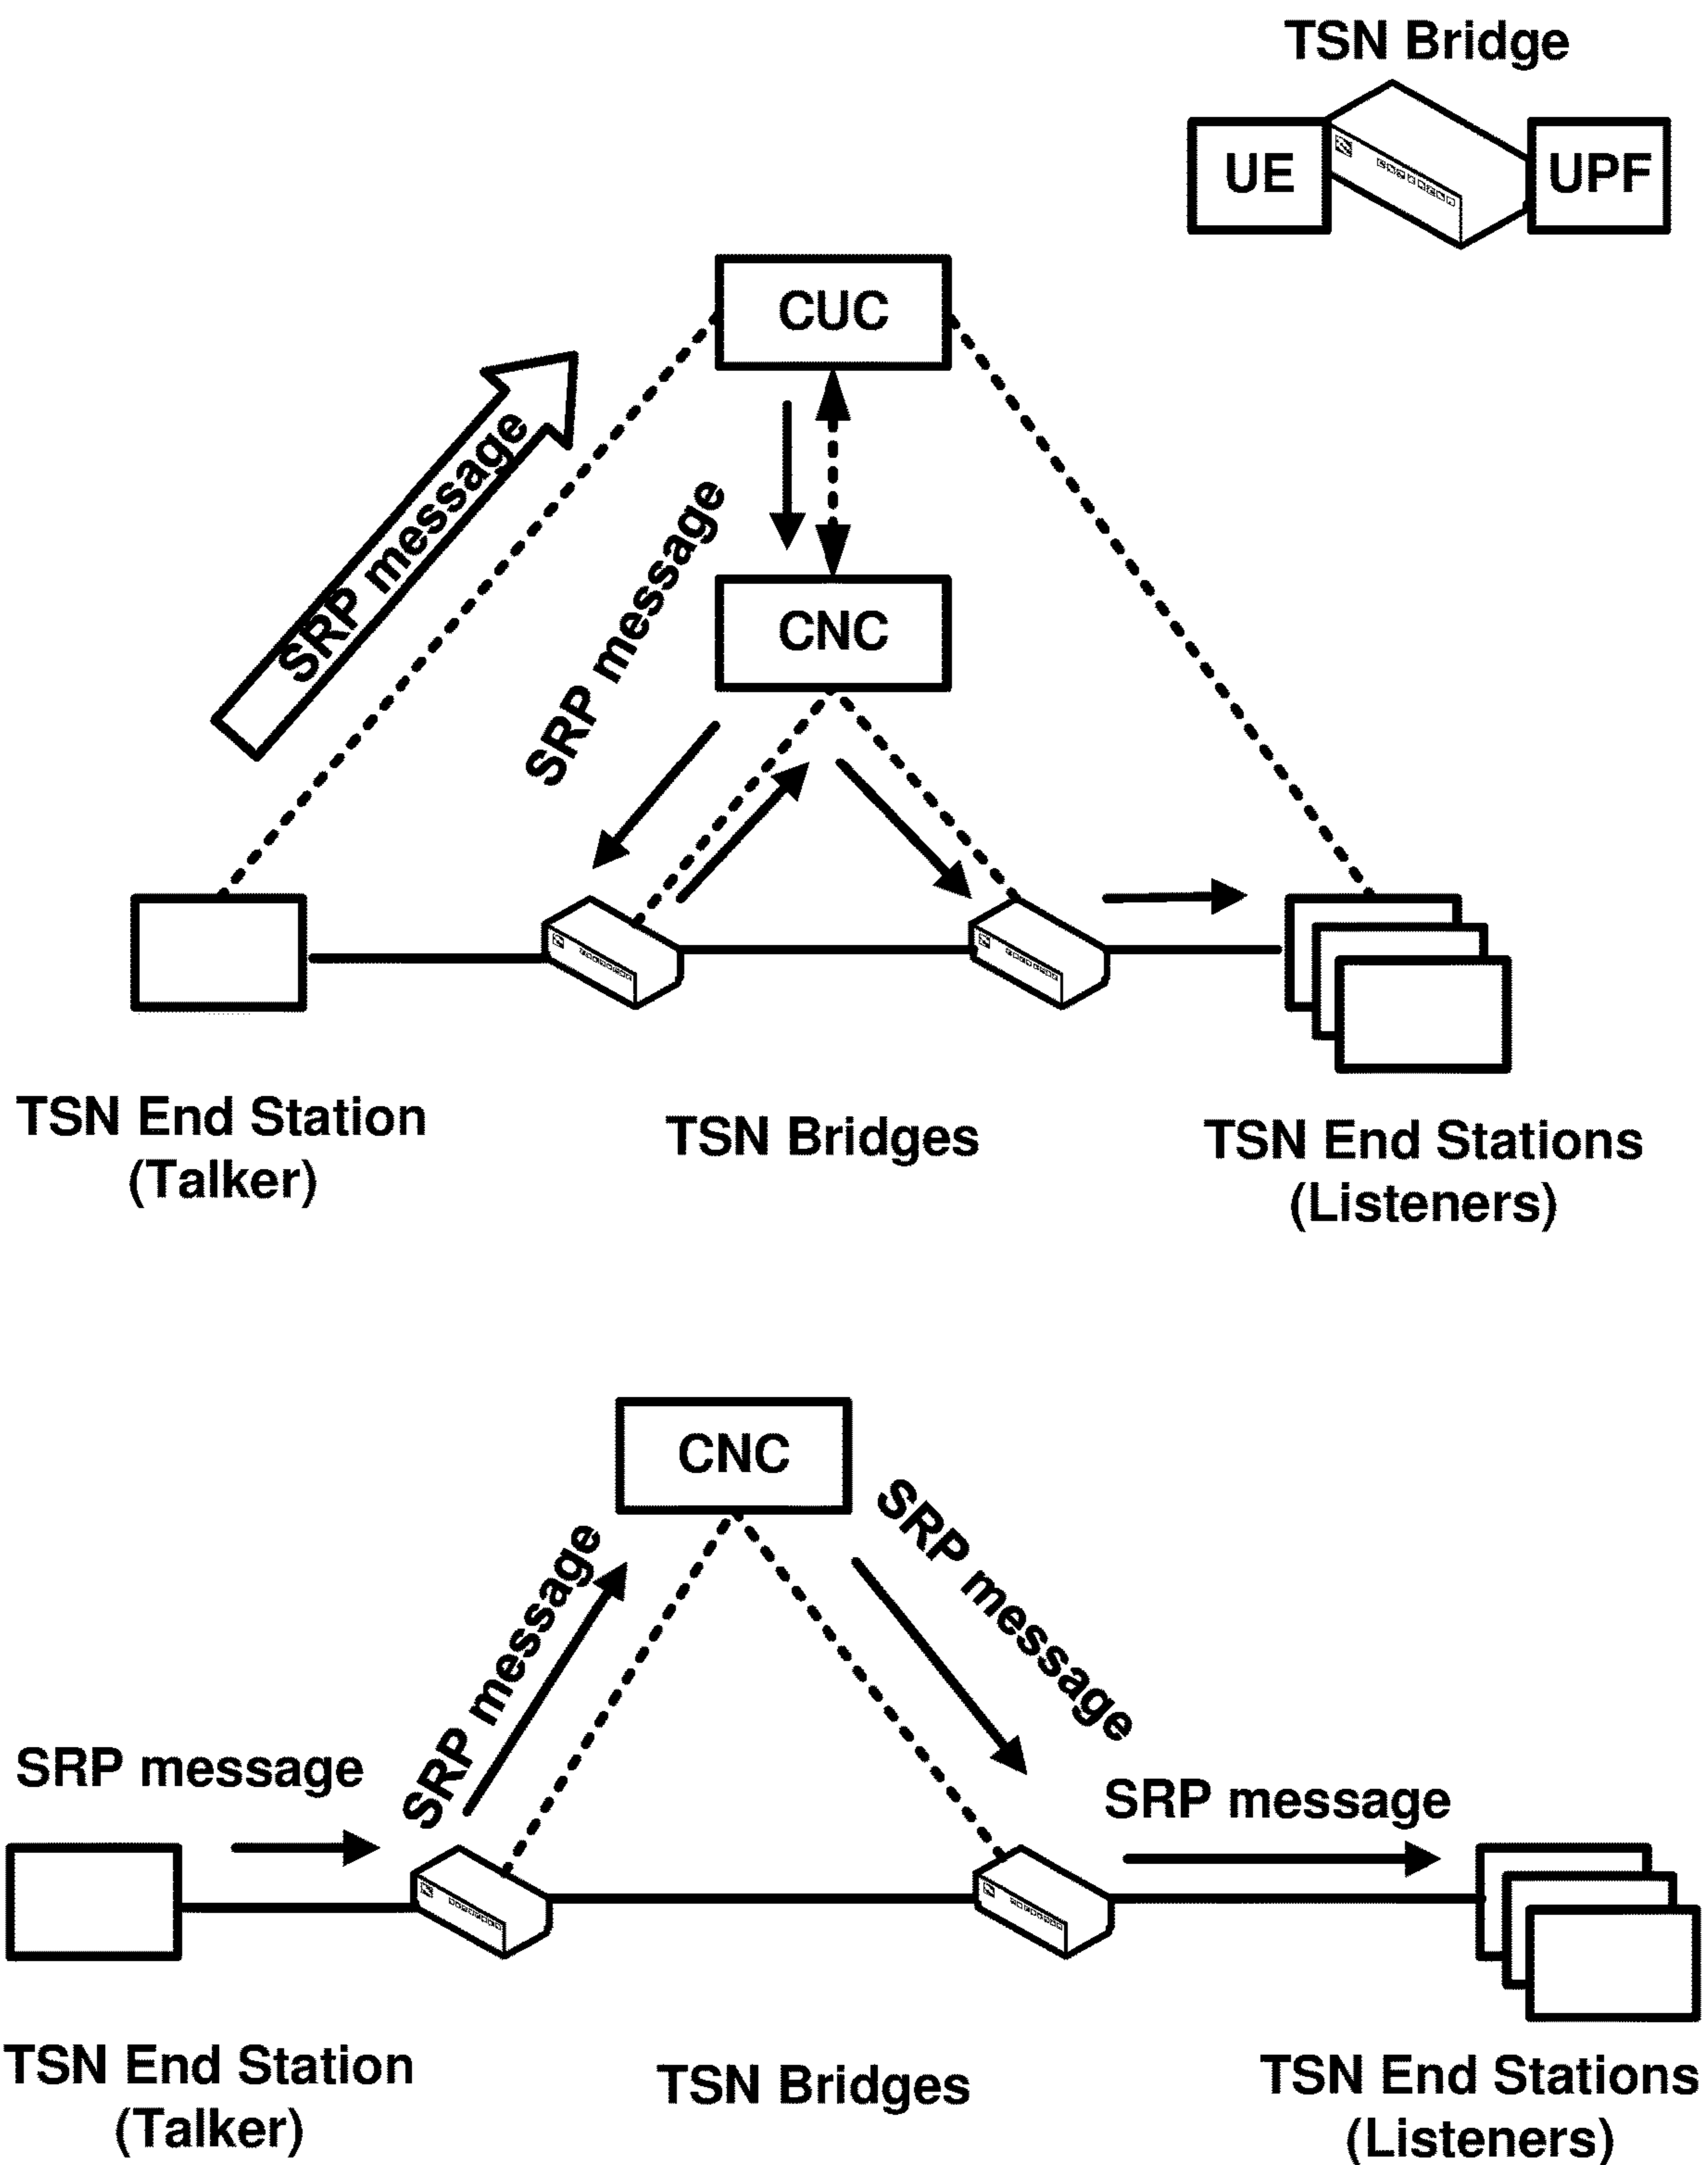 TSN Bridge
UE
UPF
CUC
SRP message
SRP message
CNC
TSN End Station
(Talker)
TSN Bridges
TSN End Stations
(Listeners)
CNC
SRP message
SRP message
SRP message
SRP message
TSN End Station
(Talker)
TSN Bridges
TSN End Stations
(Listeners)